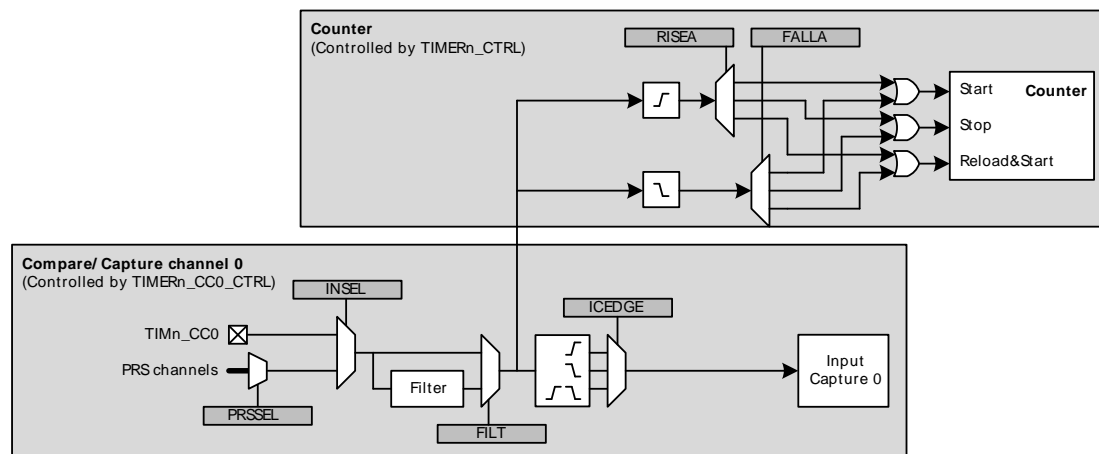 Counter
(Controlled by TIMERn_CTRL)
RISEA
FALLA
Start
Counter
Stop
Reload&Start
Compare/ Capture channel 0
(Controlled by TIMERn_CC0_CTRL)
INSEL
ICEDGE
TIMn_CC0
PRS channels
Filter
Input
Capture 0
PRSSEL
FILT